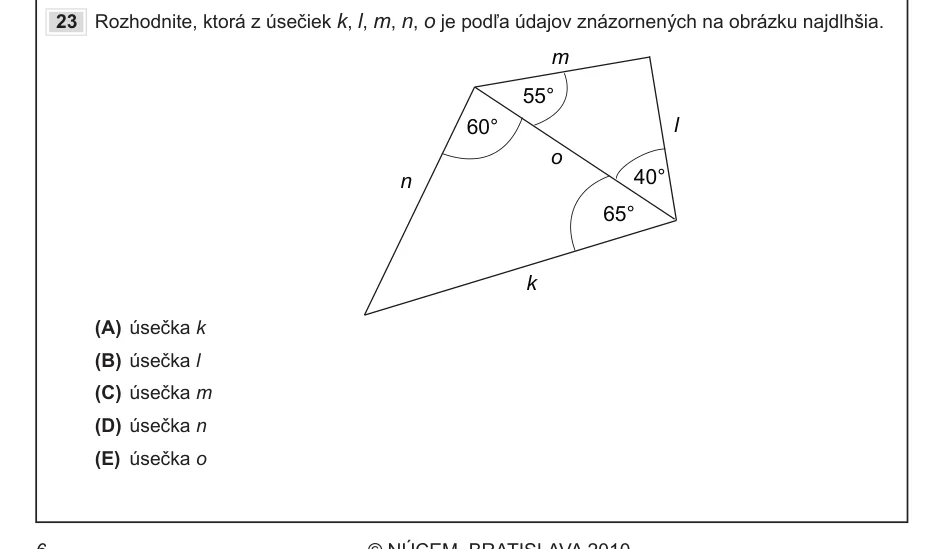 23 Rozhodnite, ktorá z úsečiek k, l, m, n, o je podľa údajov znázornených na obrázku najdlhšia.
m
55°
60°
l
o
n
40°
65°
k
(A) úsečka k
(B) úsečka l
(C) úsečka m
(D) úsečka n
(E) úsečka o
6 © NÚCEM, BRATISLAVA 2010